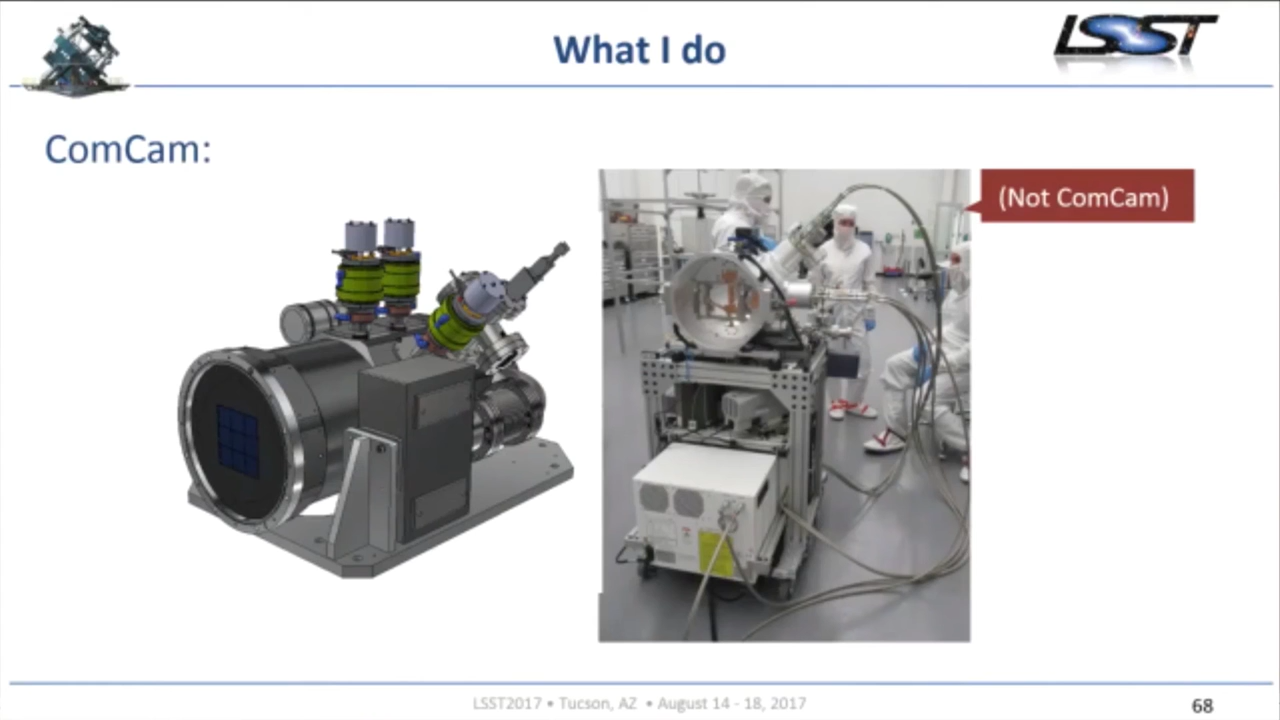 What I do
LSST
ComCam:
(Not ComCam)
LSST2017 • Tucson, AZ • August 14 - 18, 2017
68